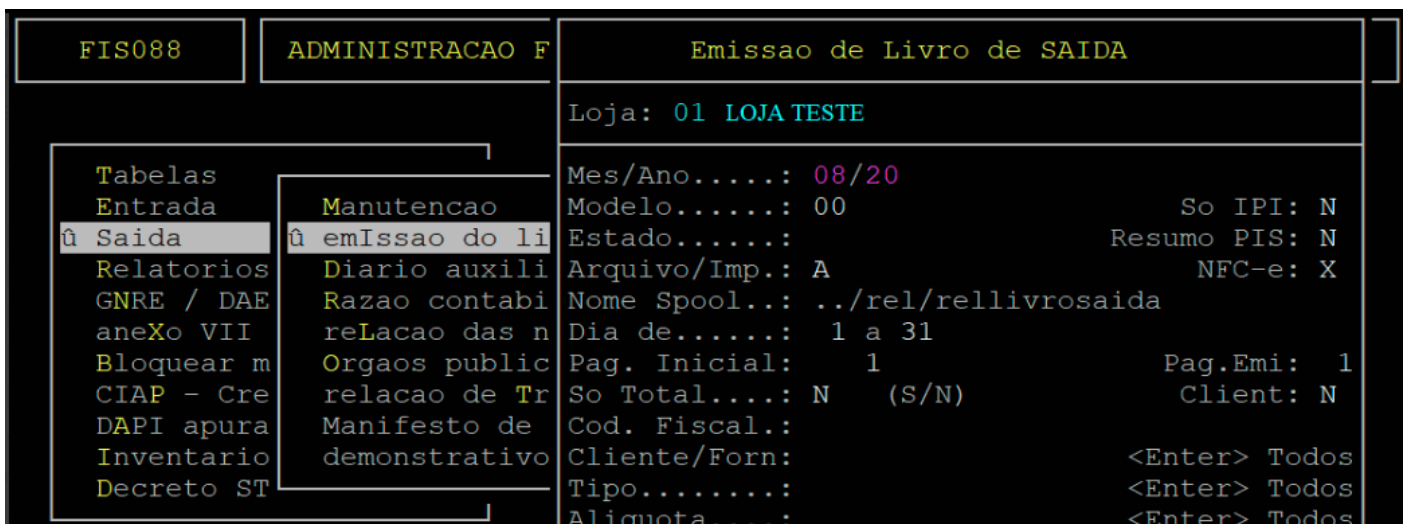 FIS088
ADMINISTRACAO F
Emissao de Livro de SAIDA
Loja: 01 LOJA TESTE
Tabelas
Entrada
û Saida
Relatorios
GNRE / DAE
aneXo VII
Bloquear m
CIAP - Cre
DAPI apura
Inventario
Decreto ST
Manutencao
û emIssao do li
Diario auxili
Razao contabi
reLacao das n
Orgaos public
relacao de Tr
Manifesto de
demonstrativo
Mes/Ano.....: 08/20
Modelo......: 00 So IPI: N
Estado......: Resumo PIS: N
Arquivo/Imp.: A NFC-e: X
Nome Spool..: ../rel/rellivrosaida
Dia de......: 1 a 31
Pag. Inicial: 1 Pag.Emi: 1
So Total....: N (S/N) Client: N
Cod. Fiscal.:
Cliente/Forn: <Enter> Todos
Tipo........: <Enter> Todos
Aliquota....: <Enter> Todos